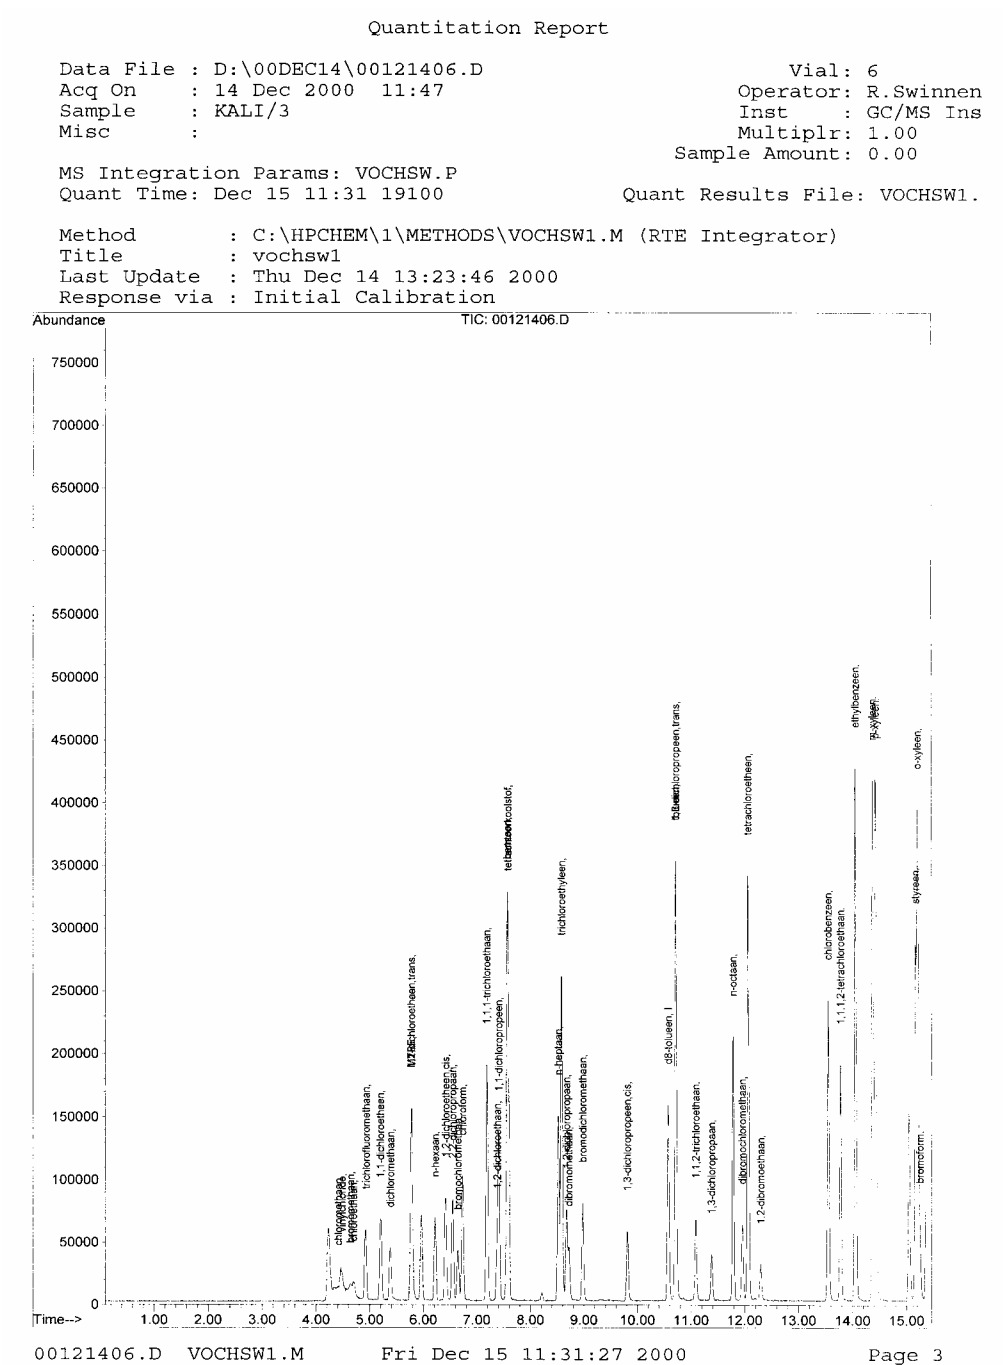 Quantitation Report
Data File : D:\00DEC14\00121406.D
Vial: 6
Acq On : 14 Dec 2000 11:47
Operator: R.Swinnen
Sample : KALI/3
Inst : GC/MS Ins
Misc :
Multiplr: 1.00
Sample Amount: 0.00
MS Integration Params: VOCHSW.P
Quant Time: Dec 15 11:31 19100
Quant Results File: VOCHSW1.
Method : C:\HPCHEM\1\METHODS\VOCHSW1.M (RTE Integrator)
Title : vochsw1
Last Update : Thu Dec 14 13:23:46 2000
Response via : Initial Calibration
Abundance
TIC: 00121406.D
750000
700000
650000
600000
550000
500000
450000
400000
350000
300000
250000
200000
150000
100000
50000
0
trichlorofluoromethaan,
1,1-dichloroetheen,
dichloromethaan,
n-hexaan,
1,2-dichloroetheen,cis,
chloroform,
1,1,1-trichloroethaan,
1,2-dichloroethaan,
1,1-dichloropropeen,
trichloroethyleen,
n-heptaan,
bromodichloromethaan,
1,3-dichloropropeen,cis,
d8-tolueen, I
1,1,2-trichloroethaan,
1,3-dichloropropaan,
n-octaan,
dibromochloromethaan,
tetrachloroetheen,
1,2-dibromoethaan,
chlorobenzeen,
1,1,1,2-tetrachloroethaan,
ethylbenzeen,
p-xyleen,
styreen,
o-xyleen,
bromoform,
Time-->
1.00 2.00 3.00 4.00 5.00 6.00 7.00 8.00 9.00 10.00 11.00 12.00 13.00 14.00 15.00
00121406.D VOCHSW1.M Fri Dec 15 11:31:27 2000 Page 3